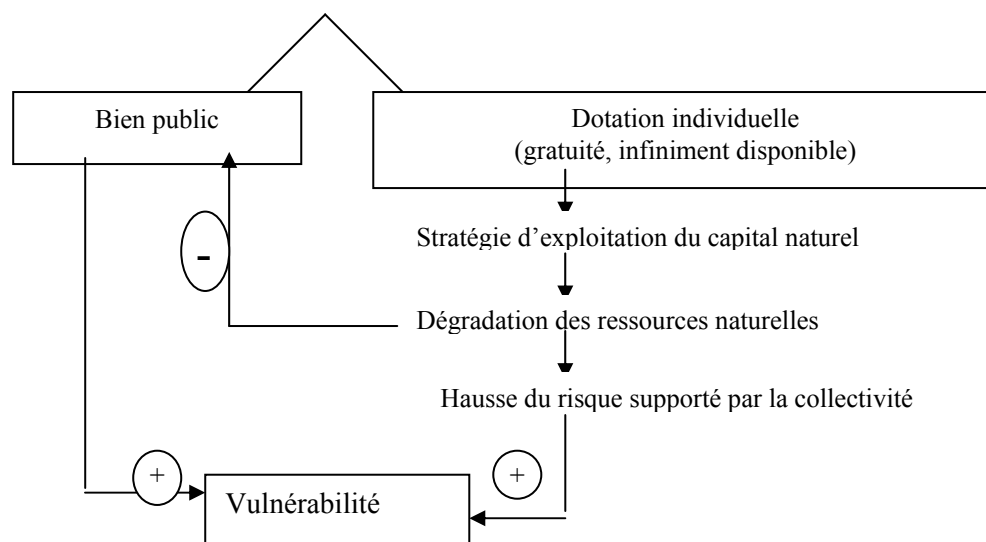 Bien public
Dotation individuelle
(gratuité, infiniment disponible)
Stratégie d’exploitation du capital naturel
-
Dégradation des ressources naturelles
Hausse du risque supporté par la collectivité
+
+
Vulnérabilité